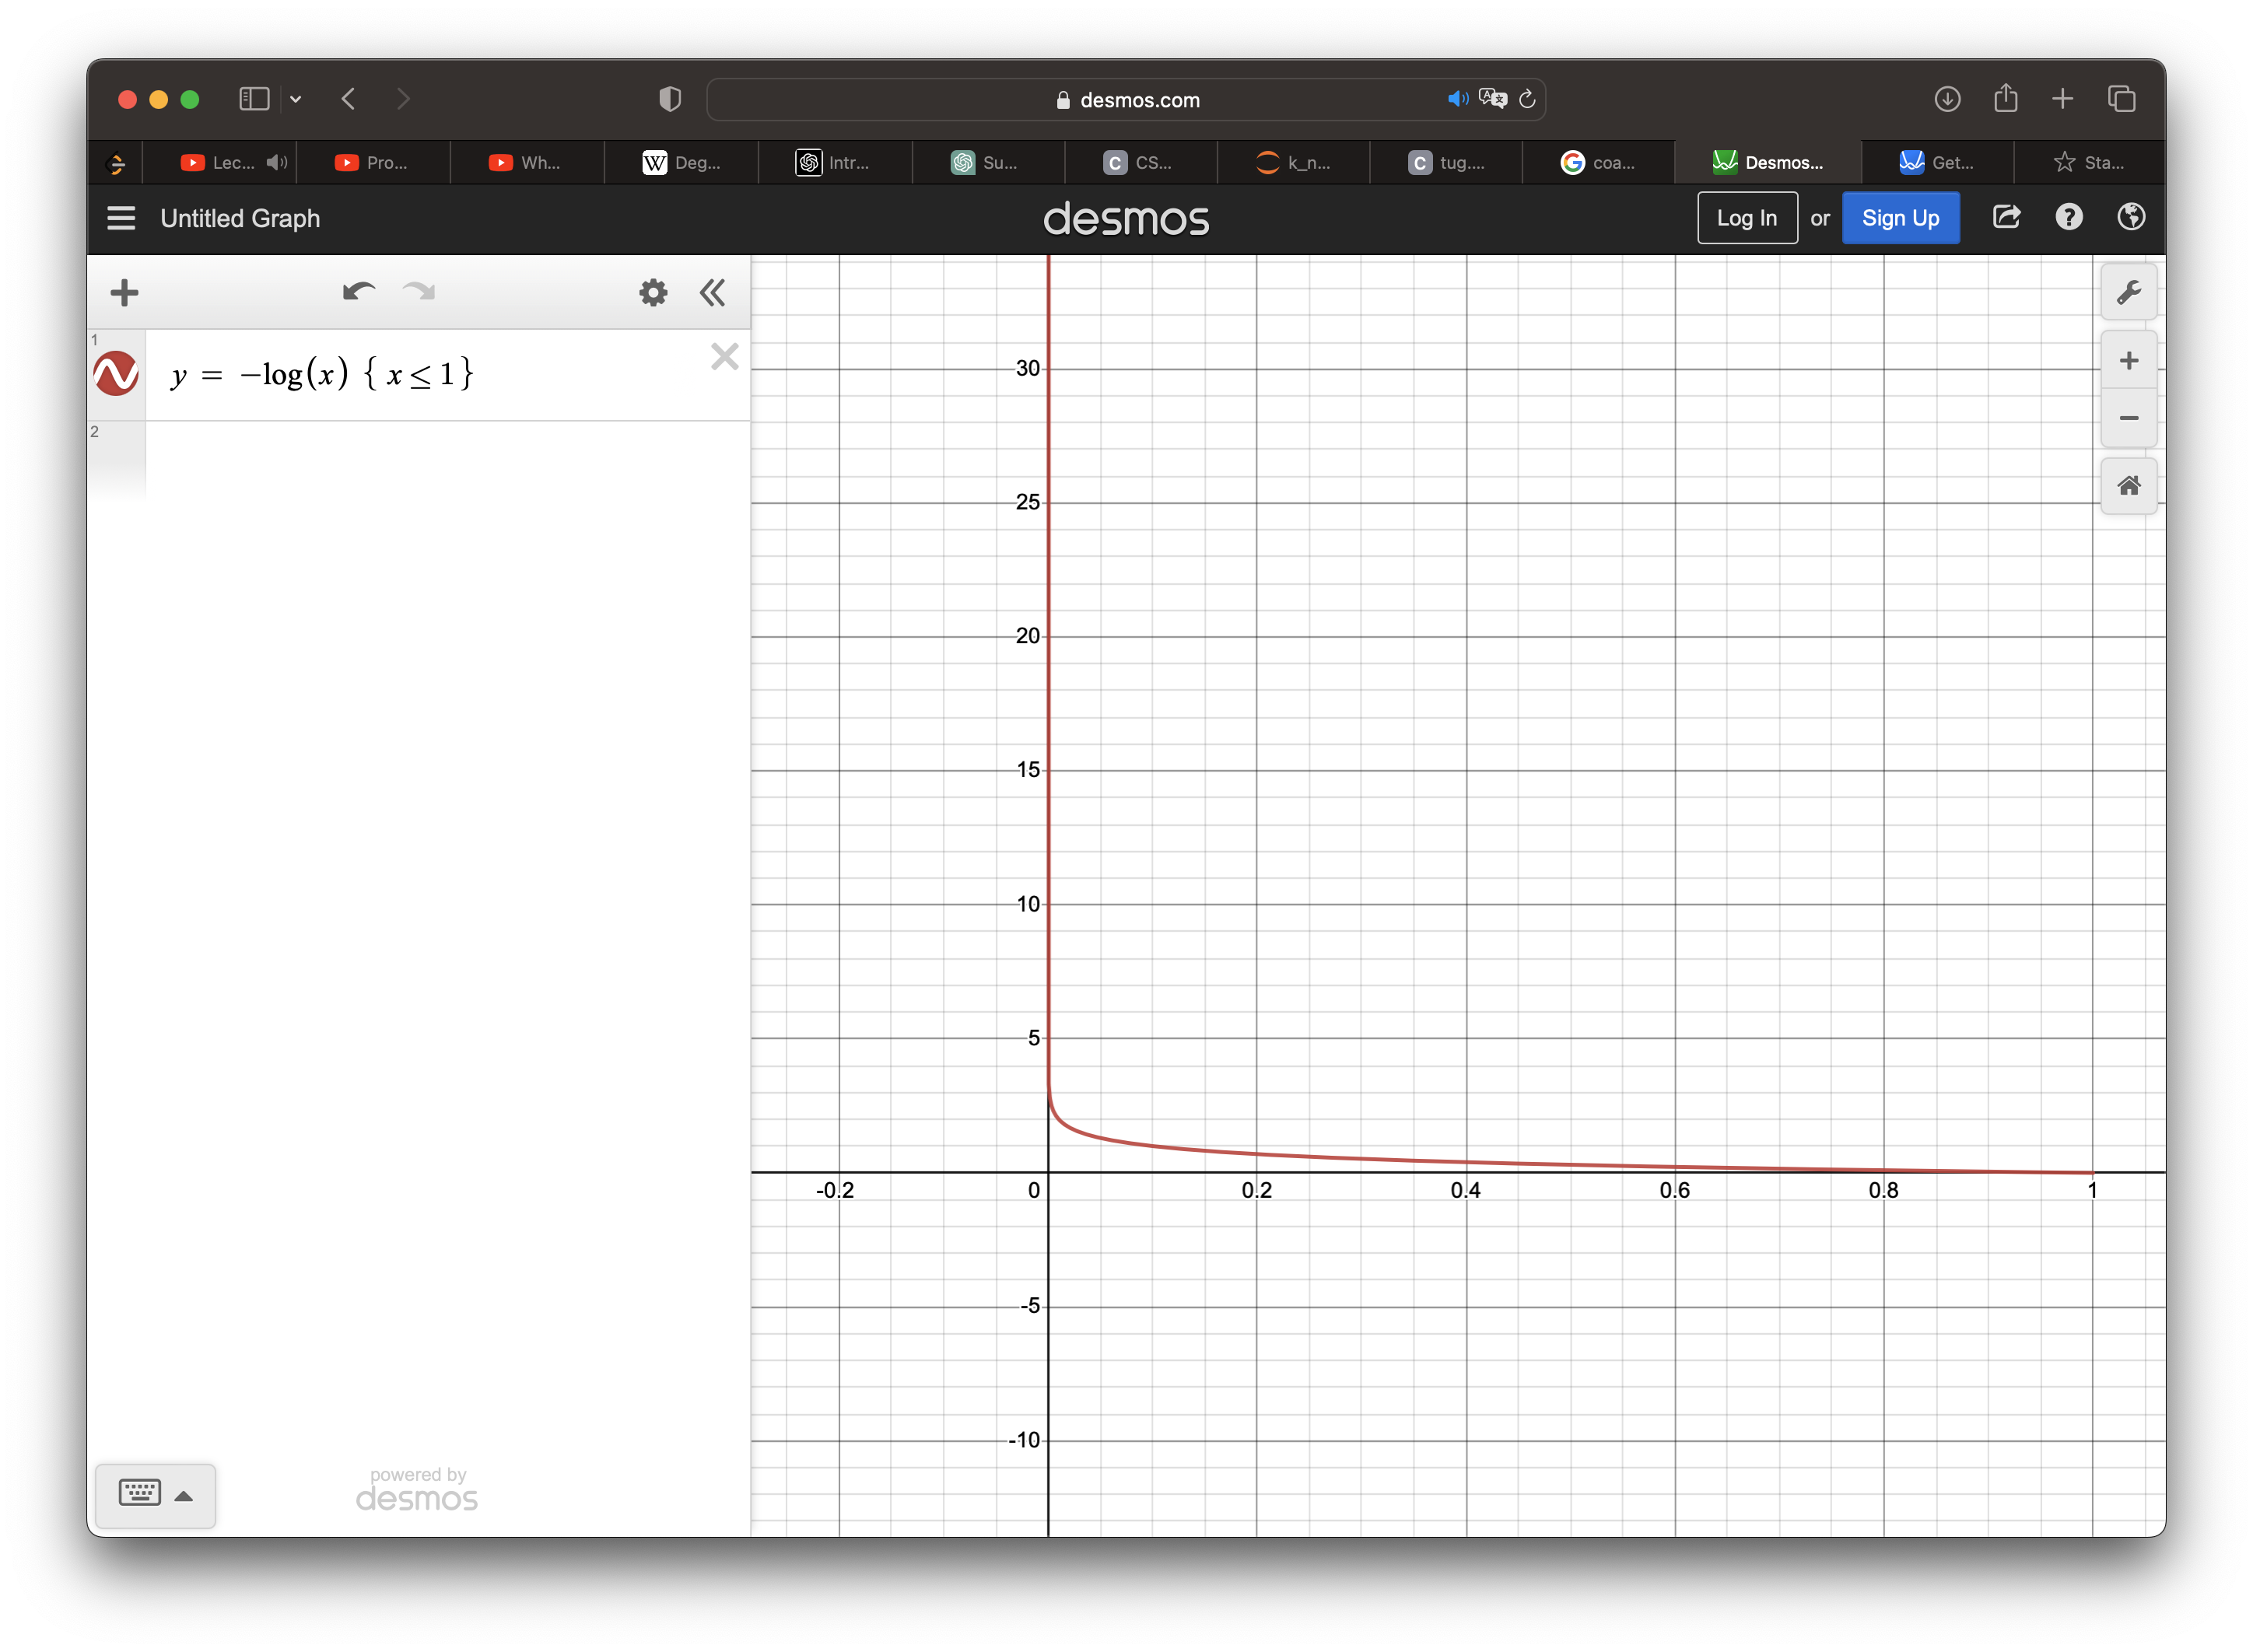 desmos.com
Lec... Pro... Wh... Deg... Intr... Su... CS... k_n... tug.... coa... Desmos... Get... Sta...
Untitled Graph desmos Log In or Sign Up
1
y = −log(x) { x ≤ 1 }
2
30
25
20
15
10
5
-0.2 0 0.2 0.4 0.6 0.8 1
-5
-10
powered by
desmos